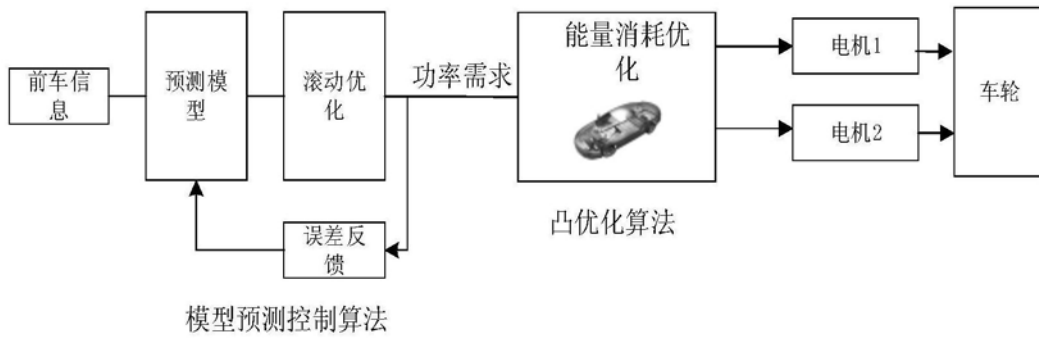 前车信
息
预测模
型
滚动优
化
功率需求
能量消耗优
化
电机1
电机2
车轮
误差反
馈
凸优化算法
模型预测控制算法